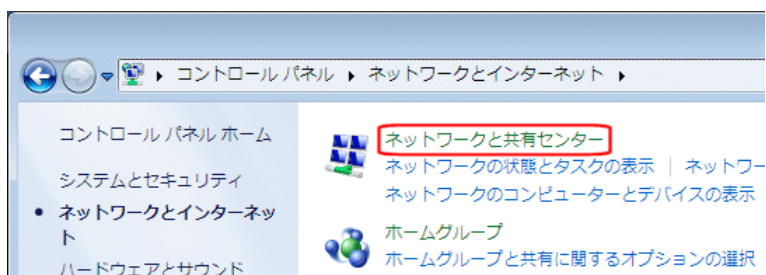 コントロール パネル ▸ ネットワークとインターネット ▸
コントロール パネル ホーム
システムとセキュリティ
• ネットワークとインターネッ
ト
ハードウェアとサウンド
ネットワークと共有センター
ネットワークの状態とタスクの表示 | ネットワー
ネットワークのコンピューターとデバイスの表示
ホームグループ
ホームグループと共有に関するオプションの選択